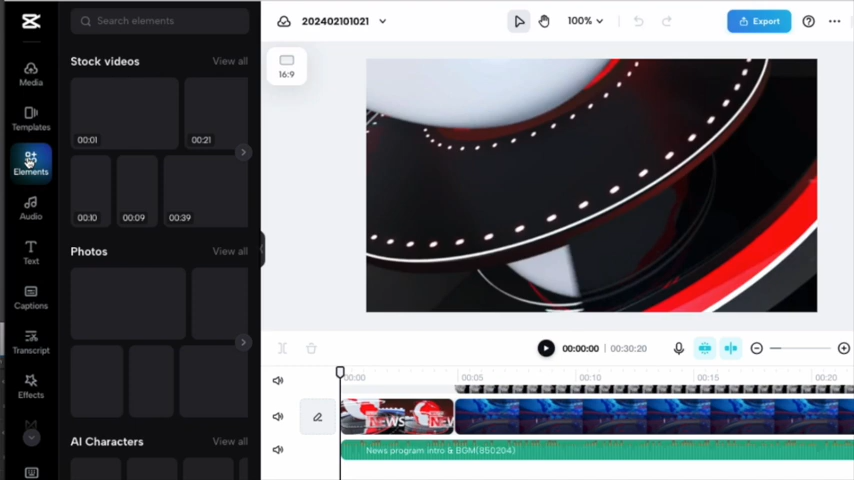 Search elements
202402101021
100%
Export
Stock videos
View all
16:9
Media
Templates
Elements
Audio
Text
Captions
Transcript
Effects
00:01
00:21
00:10
00:09
00:39
Photos
View all
AI Characters
View all
00:00:00 | 00:30:20
00:00
00:05
00:10
00:15
00:20
NEWS
NEW
News program intro & BGM(850204)